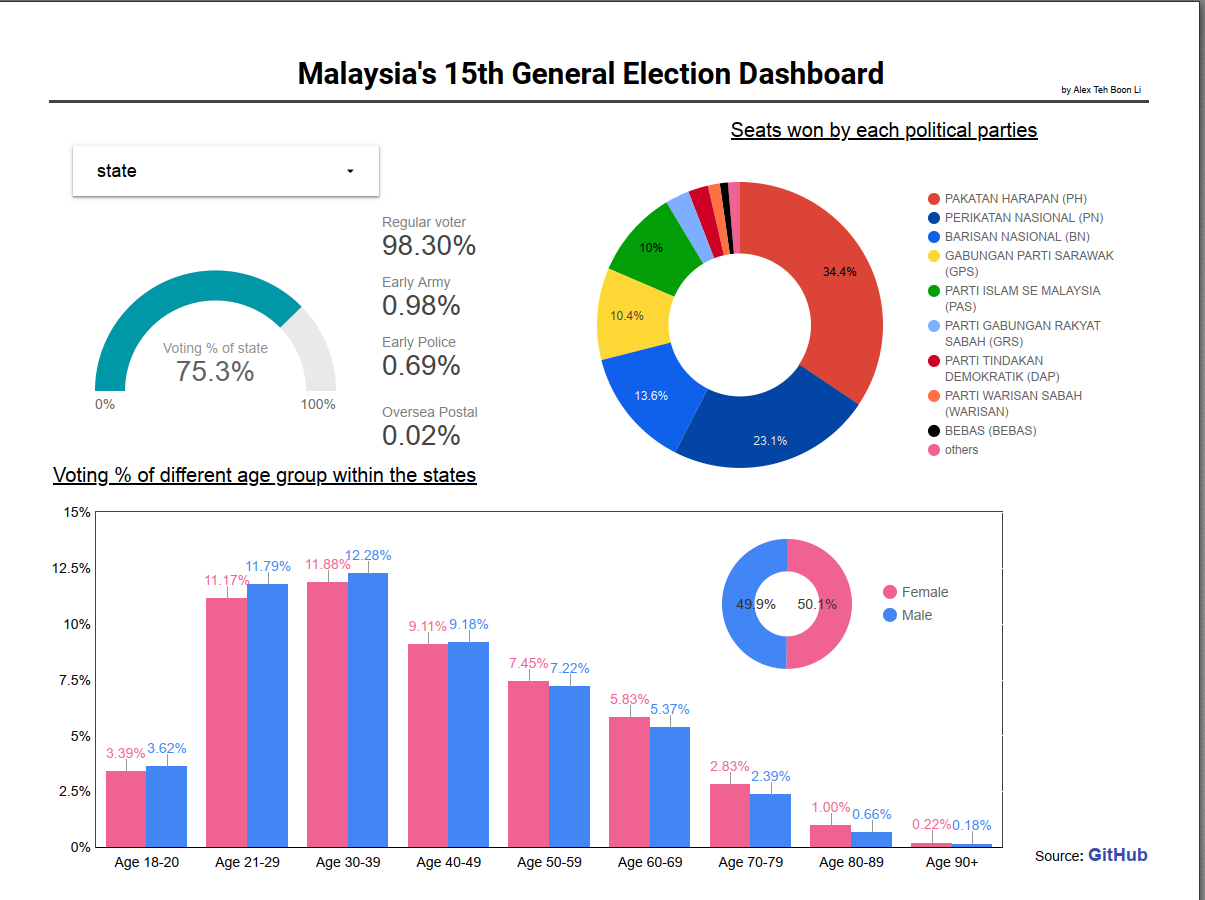 Malaysia's 15th General Election Dashboard
by Alex Teh Boon Li
Seats won by each political parties
state
Regular voter
98.30%
Early Army
0.98%
Early Police
0.69%
Oversea Postal
0.02%
Voting % of state
75.3%
0%
100%
34.4%
23.1%
13.6%
10.4%
10%
PAKATAN HARAPAN (PH)
PERIKATAN NASIONAL (PN)
BARISAN NASIONAL (BN)
GABUNGAN PARTI SARAWAK
(GPS)
PARTI ISLAM SE MALAYSIA
(PAS)
PARTI GABUNGAN RAKYAT
SABAH (GRS)
PARTI TINDAKAN
DEMOKRATIK (DAP)
PARTI WARISAN SABAH
(WARISAN)
BEBAS (BEBAS)
others
Voting % of different age group within the states
15%
12.5%
10%
7.5%
5%
2.5%
0%
3.39%
3.62%
11.17%
11.79%
11.88%
12.28%
9.11%
9.18%
7.45%
7.22%
5.83%
5.37%
2.83%
2.39%
1.00%
0.66%
0.22%
0.18%
49.9%
50.1%
Female
Male
Age 18-20
Age 21-29
Age 30-39
Age 40-49
Age 50-59
Age 60-69
Age 70-79
Age 80-89
Age 90+
Source: GitHub